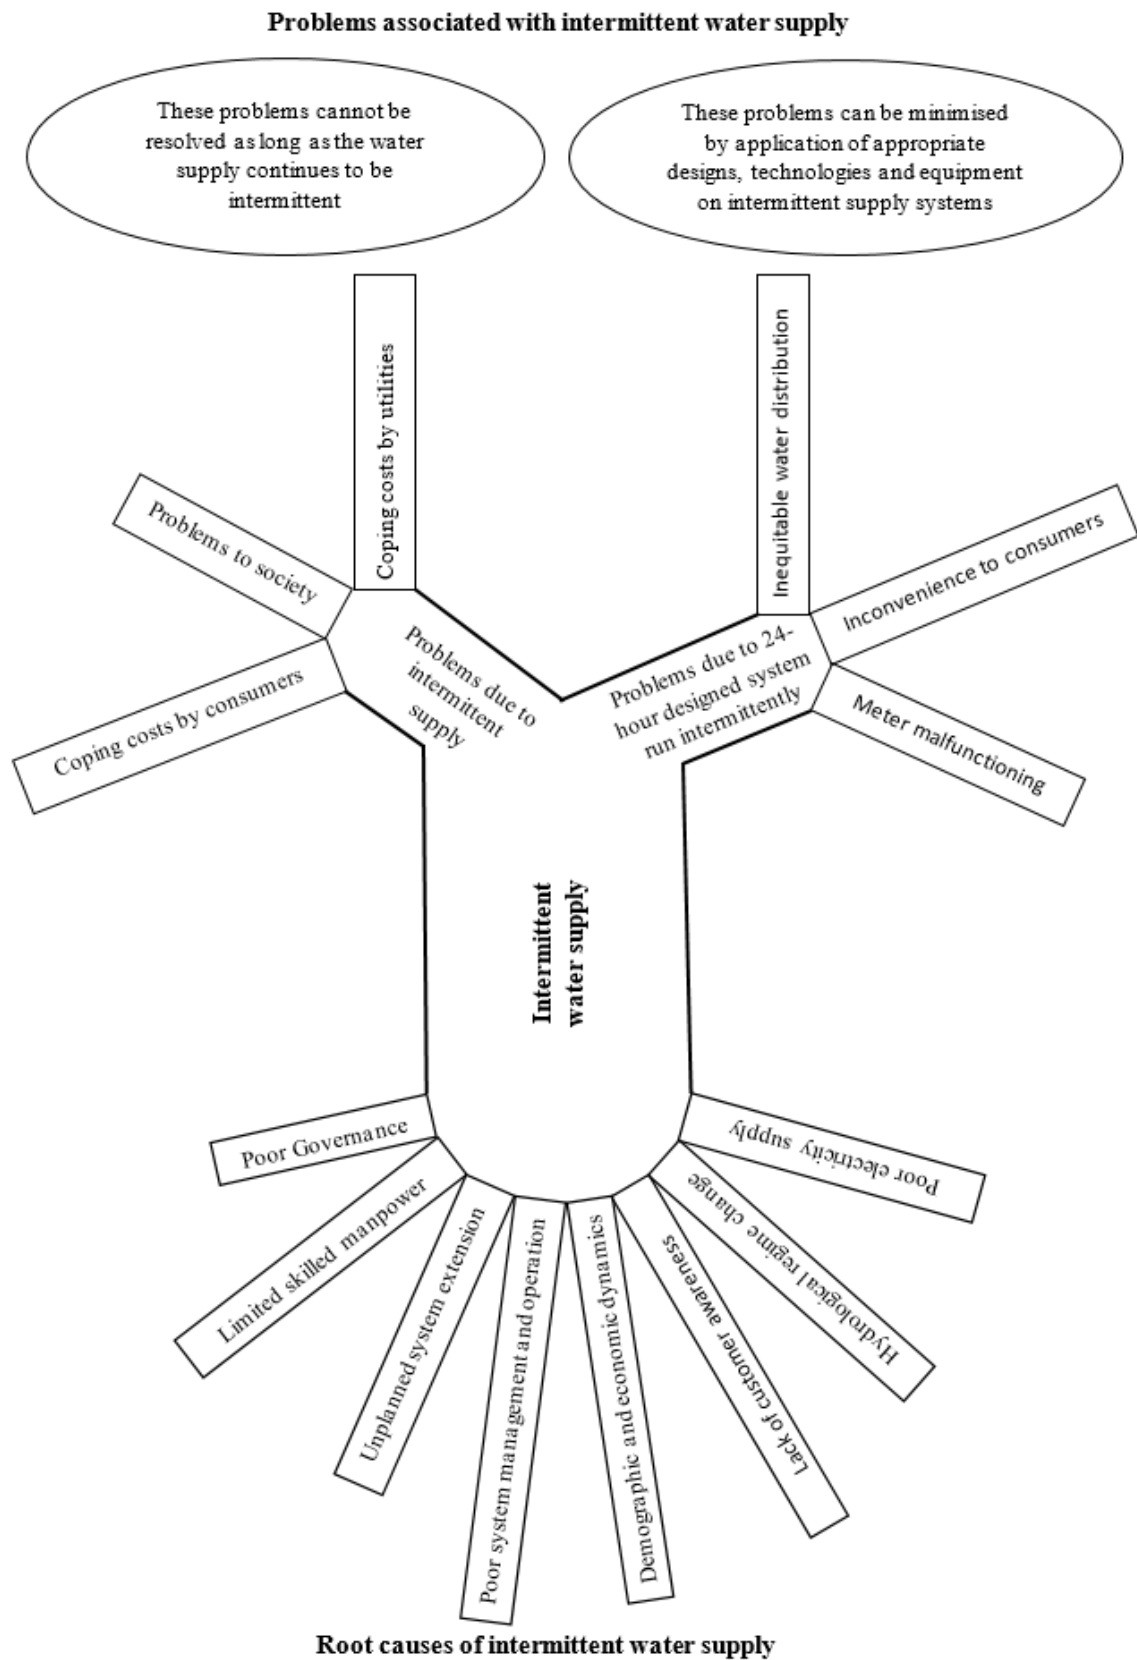 Problems associated with intermittent water supply
These problems cannot be
resolved as long as the water
supply continues to be
intermittent
These problems can be minimised
by application of appropriate
designs, technologies and equipment
on intermittent supply systems
Coping costs by utilities
Problems to society
Coping costs by consumers
Problems due to
intermittent
supply
Inequitable water distribution
Inconvenience to consumers
Meter malfunctioning
Problems due to 24-
hour designed system
run intermittently
Intermittent
water supply
Poor Governance
Limited skilled manpower
Unplanned system extension
Poor system management and operation
Demographic and economic dynamics
Lack of customer awareness
Hydrological regime change
Poor electricity supply
Root causes of intermittent water supply